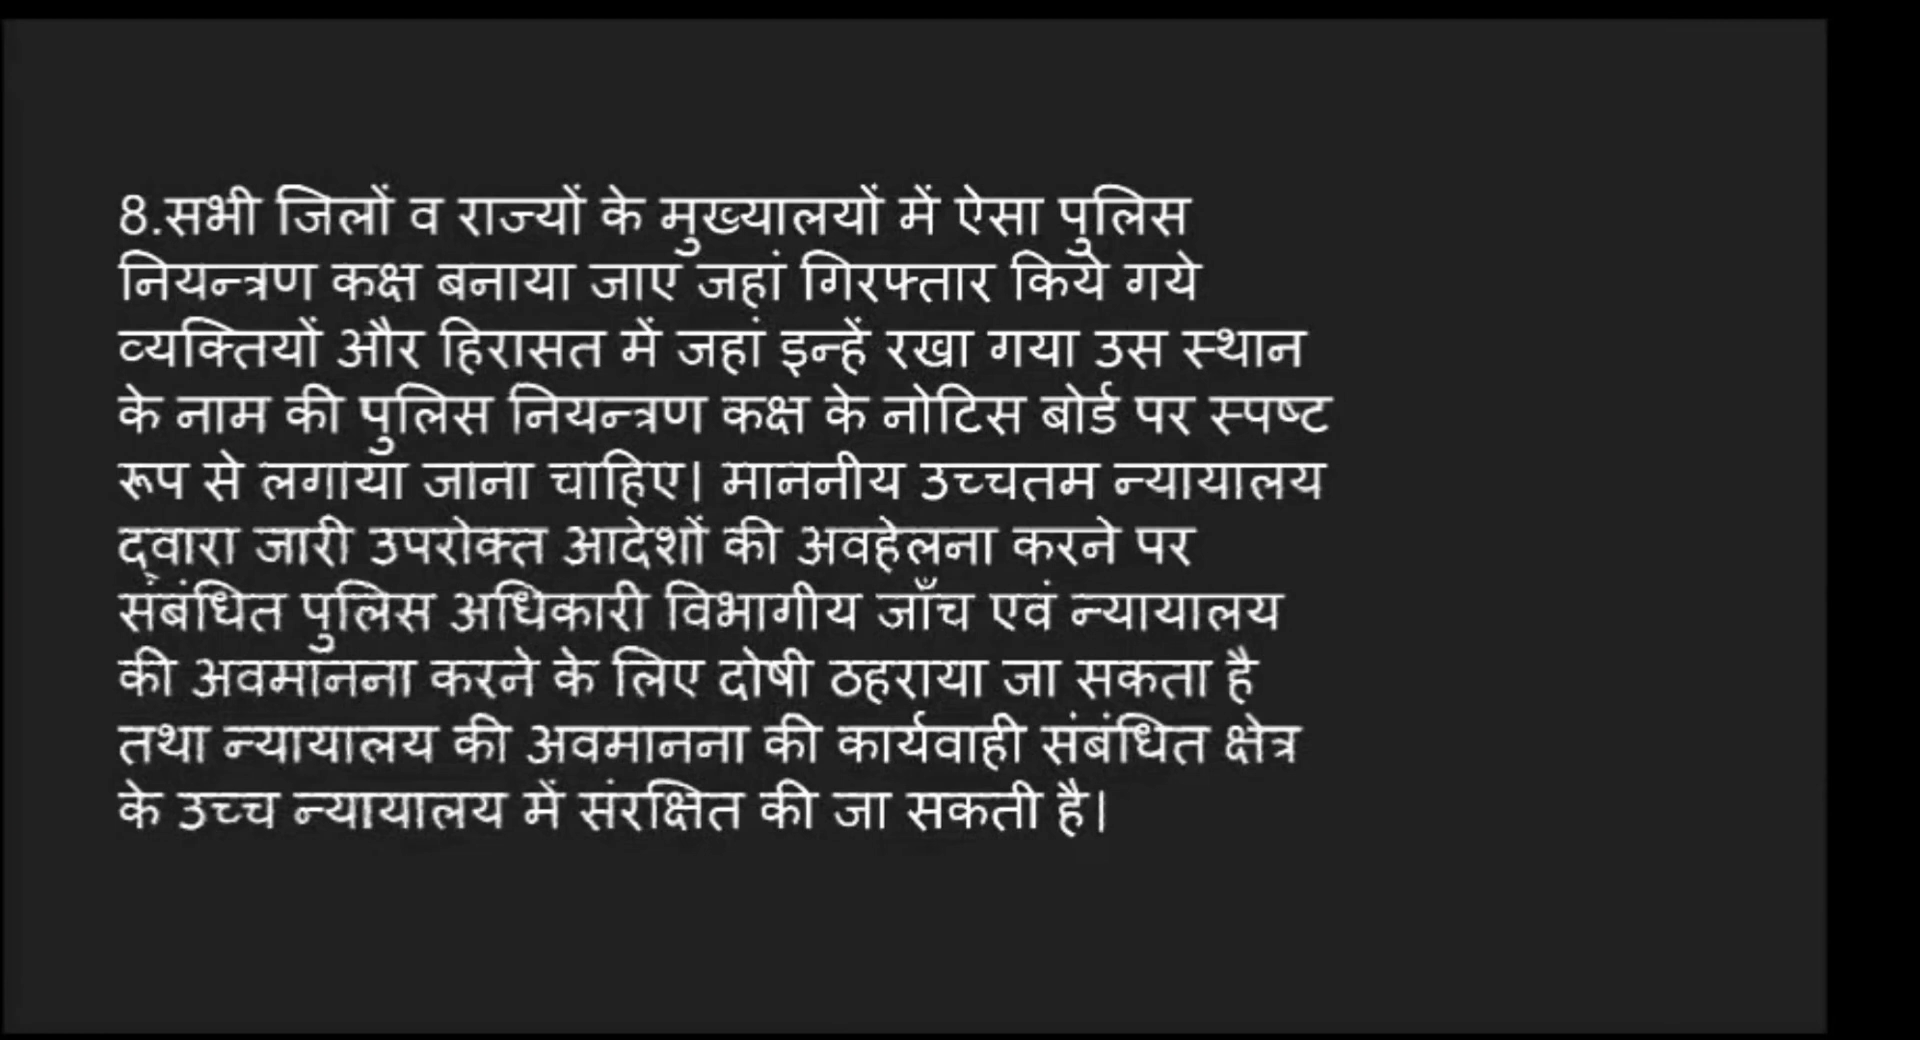 8.सभी जिलों व राज्यों के मुख्यालयों में ऐसा पुलिस
नियन्त्रण कक्ष बनाया जाए जहां गिरफ्तार किये गये
व्यक्तियों और हिरासत में जहां इन्हें रखा गया उस स्थान
के नाम की पुलिस नियन्त्रण कक्ष के नोटिस बोर्ड पर स्पष्ट
रूप से लगाया जाना चाहिए। माननीय उच्चतम न्यायालय
द्वारा जारी उपरोक्त आदेशों की अवहेलना करने पर
संबंधित पुलिस अधिकारी विभागीय जाँच एवं न्यायालय
की अवमानना करने के लिए दोषी ठहराया जा सकता है
तथा न्यायालय की अवमानना की कार्यवाही संबंधित क्षेत्र
के उच्च न्यायालय में संरक्षित की जा सकती है।